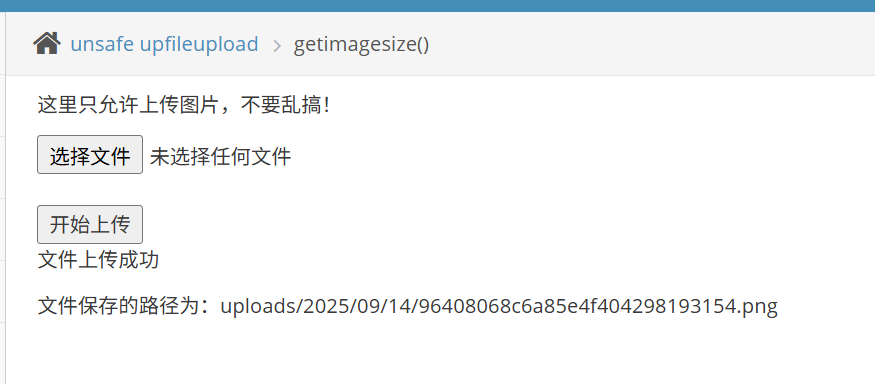 unsafe upfileupload > getimagesize()
这里只允许上传图片，不要乱搞！
选择文件 未选择任何文件
开始上传
文件上传成功
文件保存的路径为：uploads/2025/09/14/96408068c6a85e4f404298193154.png